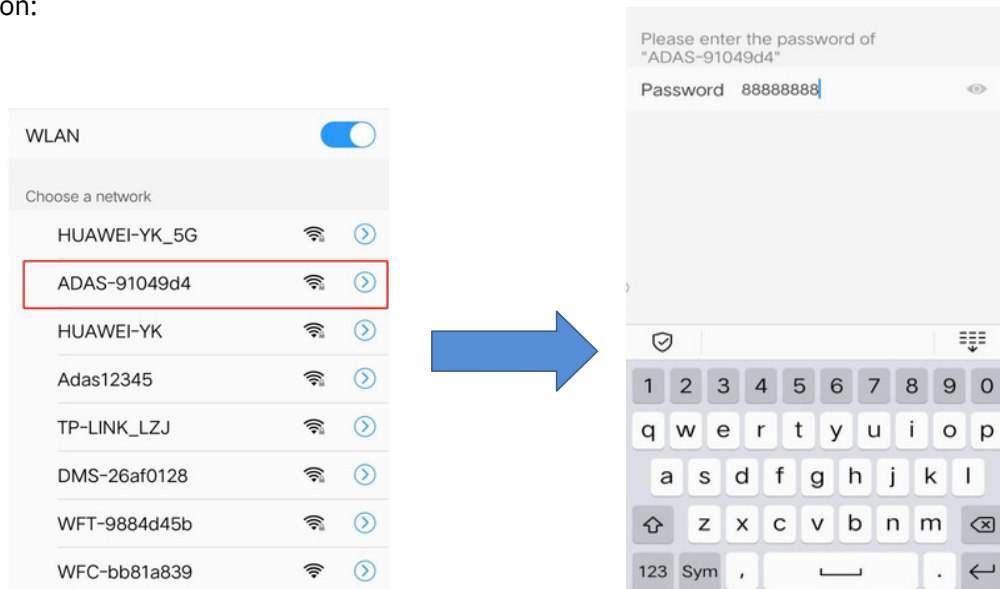 on:
WLAN
Choose a network
HUAWEI-YK_5G
ADAS-91049d4
HUAWEI-YK
Adas12345
TP-LINK_LZJ
DMS-26af0128
WFT-9884d45b
WFC-bb81a839
Please enter the password of
"ADAS-91049d4"
Password 88888888
1 2 3 4 5 6 7 8 9 0
q w e r t y u i o p
a s d f g h j k l
z x c v b n m
123 Sym , .